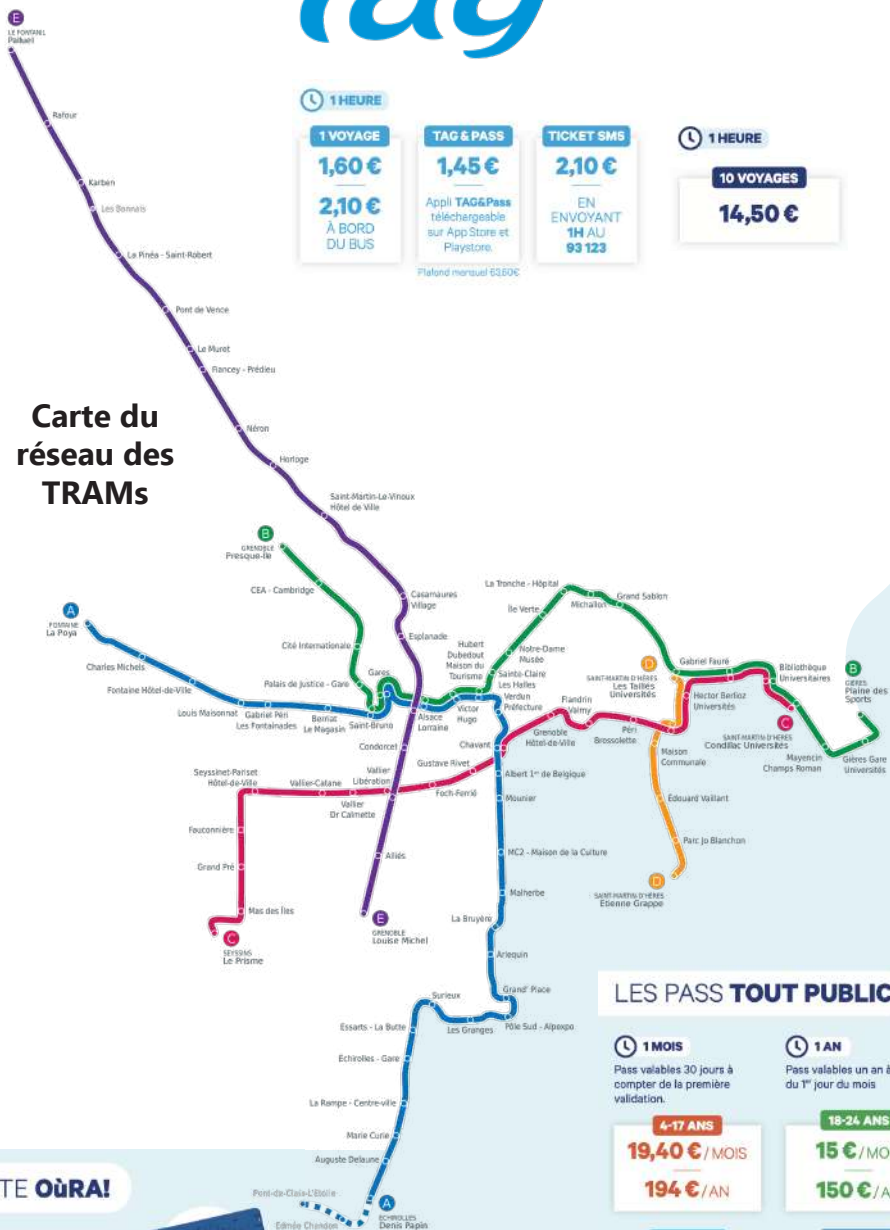 Tag
E
LE FONTANIL
Palluel
Rafour
Karben
Les Bonnais
La Pinéa - Saint-Robert
Pont de Vence
Le Muret
Fiancey - Prédieu
Néron
Horloge
Saint-Martin-Le-Vinoux
Hôtel de Ville
1 HEURE
1 VOYAGE
1,60 €
2,10 €
À BORD
DU BUS
TAG & PASS
1,45 €
Appli TAG&Pass
téléchargeable
sur App Store et
Playstore.
Plafond mensuel 63,60€
TICKET SMS
2,10 €
EN
ENVOYANT
1H AU
93 123
1 HEURE
10 VOYAGES
14,50 €
Carte du
réseau des
TRAMs
B
GRENOBLE
Presque-Île
CEA - Cambridge
Cité Internationale
Palais de Justice - Gare
Gares
Casamaures
Village
Esplanade
A
FONTAINE
La Poya
Charles Michels
Fontaine Hôtel-de-Ville
Louis Maisonnat
Gabriel Péri
Les Fontainades
Berriat
Le Magasin
Saint-Bruno
Alsace
Lorraine
Victor
Hugo
Hubert
Dubedout
Maison du
Tourisme
Sainte-Claire
Les Halles
Verdun
Préfecture
Notre-Dame
Musée
Île Verte
La Tronche - Hôpital
Michallon
Grand Sablon
D
SAINT-MARTIN D'HÈRES
Les Taillées
Universités
Gabriel Fauré
Hector Berlioz
Universités
Bibliothèque
Universitaires
B
GIÈRES
Plaine des
Sports
C
SAINT-MARTIN D'HÈRES
Condillac Universités
Mayencin
Champs Roman
Gières Gare
Universités
Condorcet
Chavant
Gustave Rivet
Grenoble
Hôtel-de-Ville
Flandrin
Valmy
Péri
Brossolette
Maison
Communale
Seyssinet-Pariset
Hôtel-de-Ville
Vallier-Catane
Vallier
Dr Calmette
Vallier
Libération
Foch-Ferrié
Albert 1er de Belgique
Mounier
Édouard Vaillant
Parc Jo Blanchon
D
SAINT-MARTIN D'HÈRES
Étienne Grappe
Fauconnière
Grand Pré
Mas des Îles
C
SEYSSINS
Le Prisme
Alliés
E
GRENOBLE
Louise Michel
MC2 - Maison de la Culture
Malherbe
La Bruyère
Arlequin
Grand' Place
Pôle Sud - Alpexpo
Les Granges
Surieux
Essarts - La Butte
Échirolles - Gare
La Rampe - Centre-ville
Marie Curie
Auguste Delaune
Pont-de-Claix-L'Étoile
Edmée Chandon
A
ÉCHIROLLES
Denis Papin
LES PASS TOUT PUBLIC
1 MOIS
Pass valables 30 jours à
compter de la première
validation.
1 AN
Pass valables un an à
du 1er jour du mois
4-17 ANS
19,40 € / MOIS
194 € / AN
18-24 ANS
15 € / MO
150 € / A
TE OùRA!